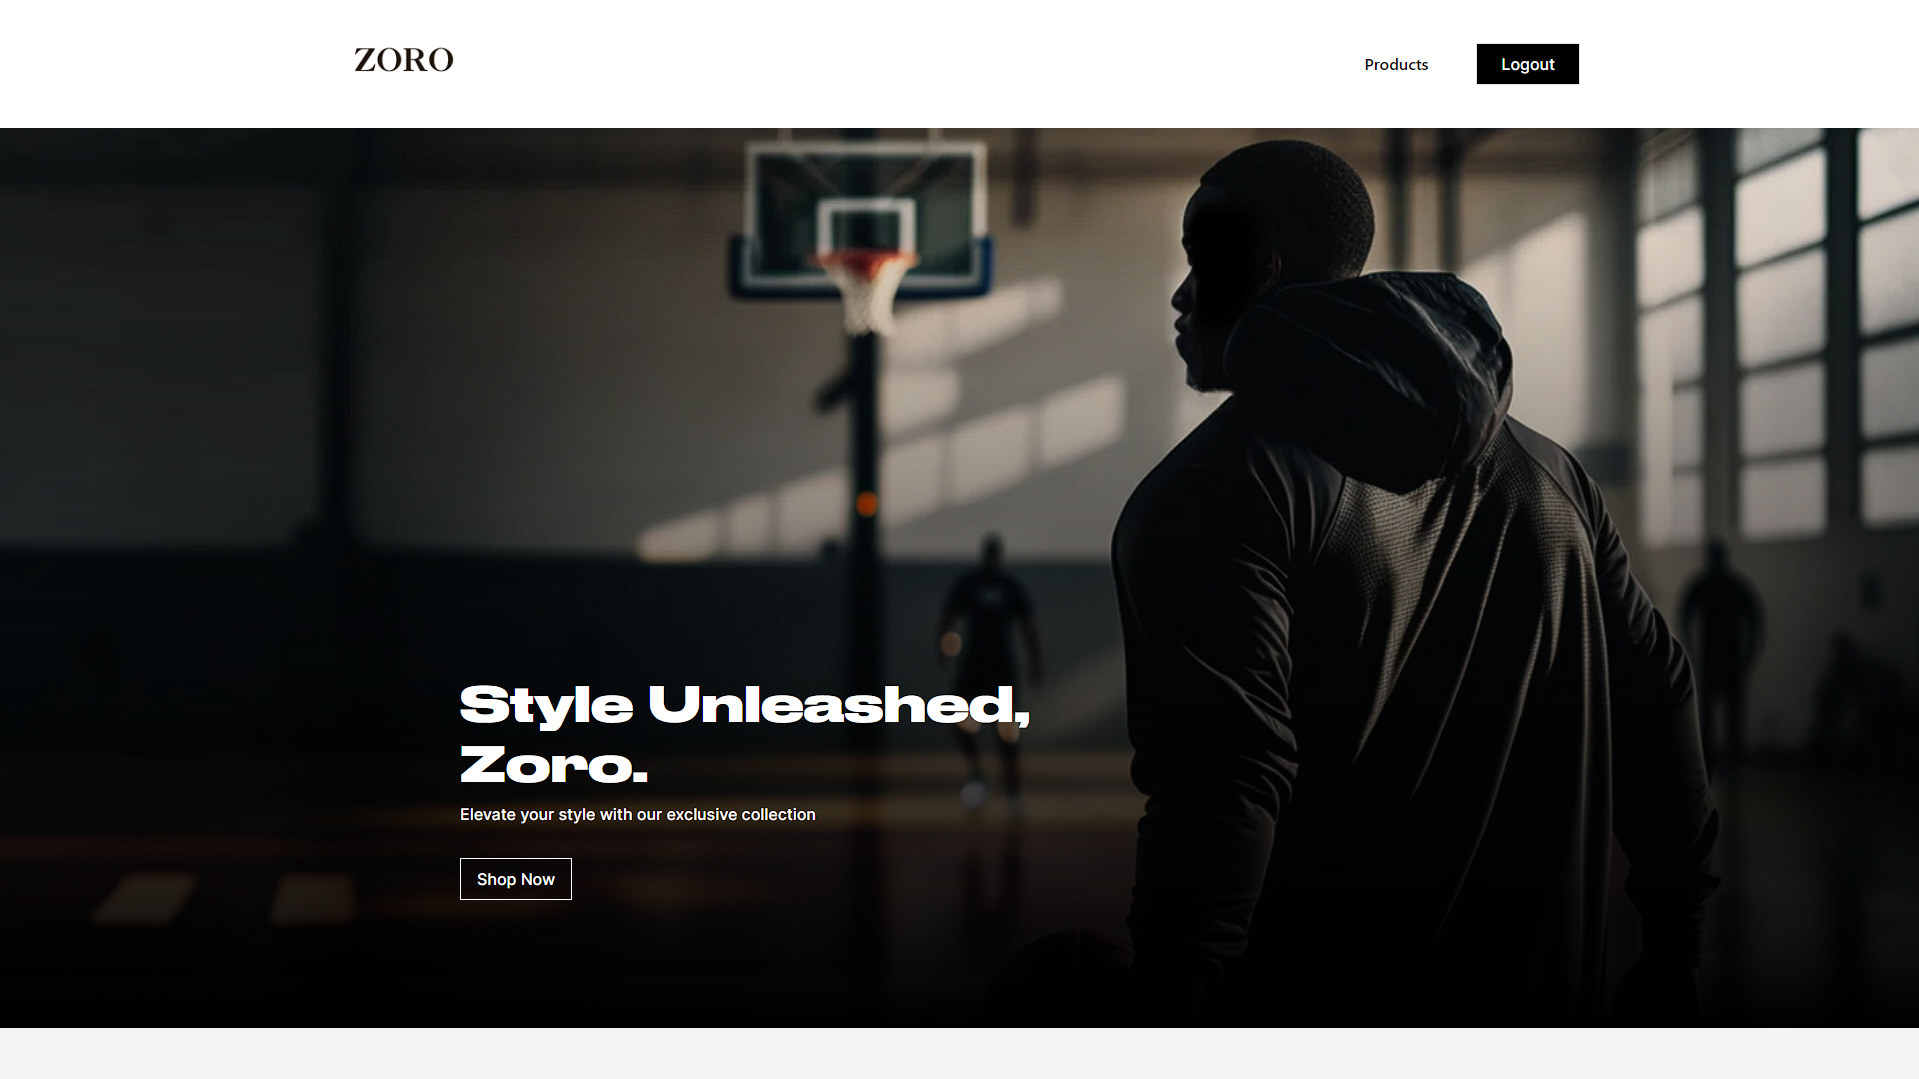 ZORO
Products
Logout
Style Unleashed,
Zoro.
Elevate your style with our exclusive collection
Shop Now